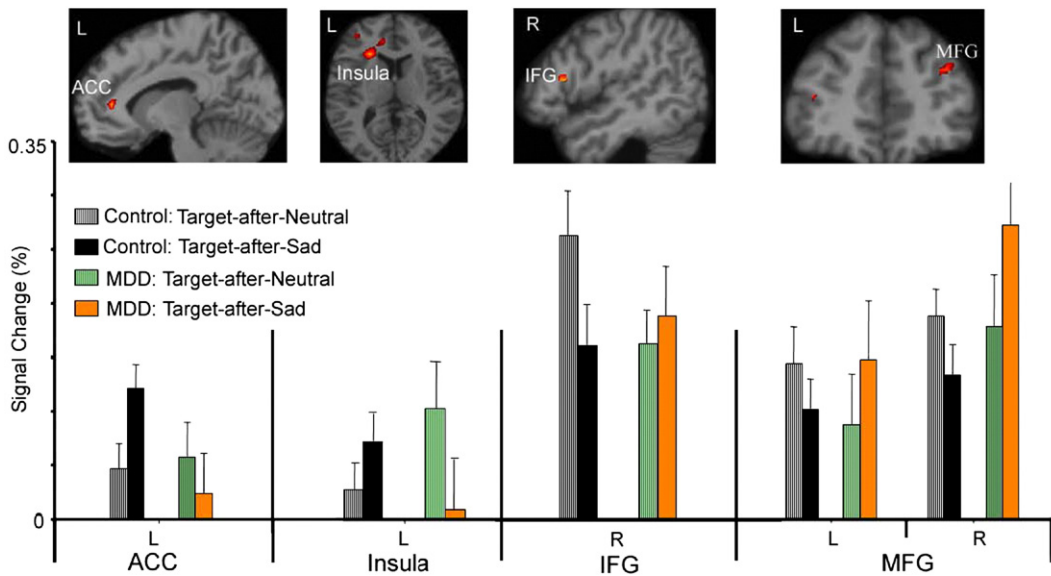 L
ACC
L
Insula
R
IFG
L
MFG
0.35
Signal Change (%)
0
Control: Target-after-Neutral
Control: Target-after-Sad
MDD: Target-after-Neutral
MDD: Target-after-Sad
L
L
R
L
R
ACC
Insula
IFG
MFG